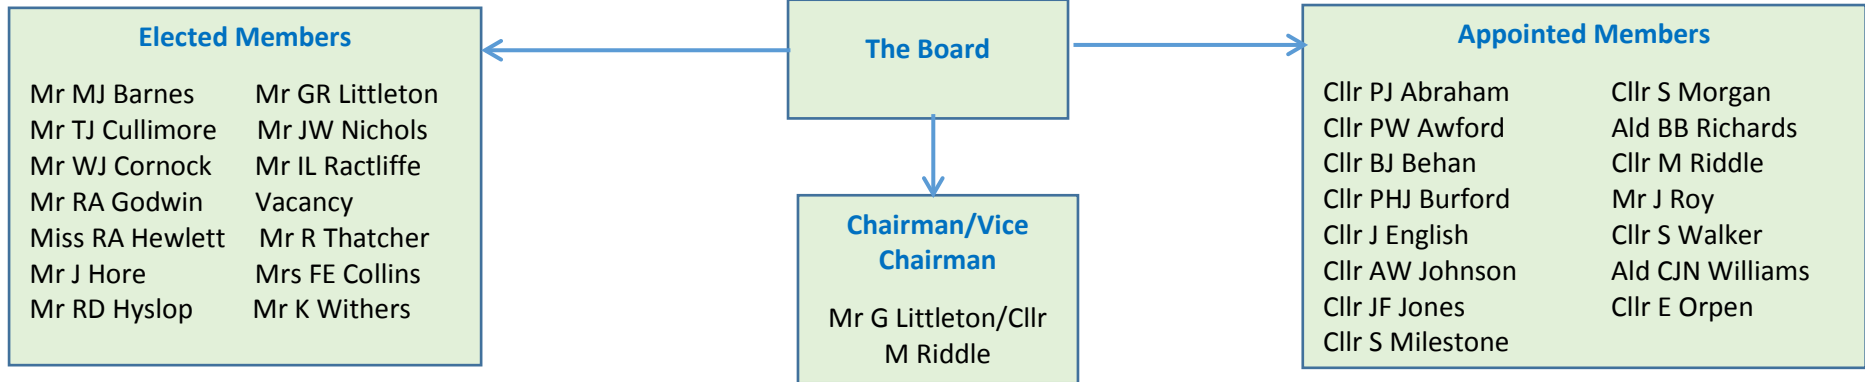 Elected Members
Mr MJ Barnes Mr GR Littleton
Mr TJ Cullimore Mr JW Nichols
Mr WJ Cornock Mr IL Ractliffe
Mr RA Godwin Vacancy
Miss RA Hewlett Mr R Thatcher
Mr J Hore Mrs FE Collins
Mr RD Hyslop Mr K Withers
The Board
Chairman/Vice
Chairman
Mr G Littleton/Cllr
M Riddle
Appointed Members
Cllr PJ Abraham Cllr S Morgan
Cllr PW Awford Ald BB Richards
Cllr BJ Behan Cllr M Riddle
Cllr PHJ Burford Mr J Roy
Cllr J English Cllr S Walker
Cllr AW Johnson Ald CJN Williams
Cllr JF Jones Cllr E Orpen
Cllr S Milestone